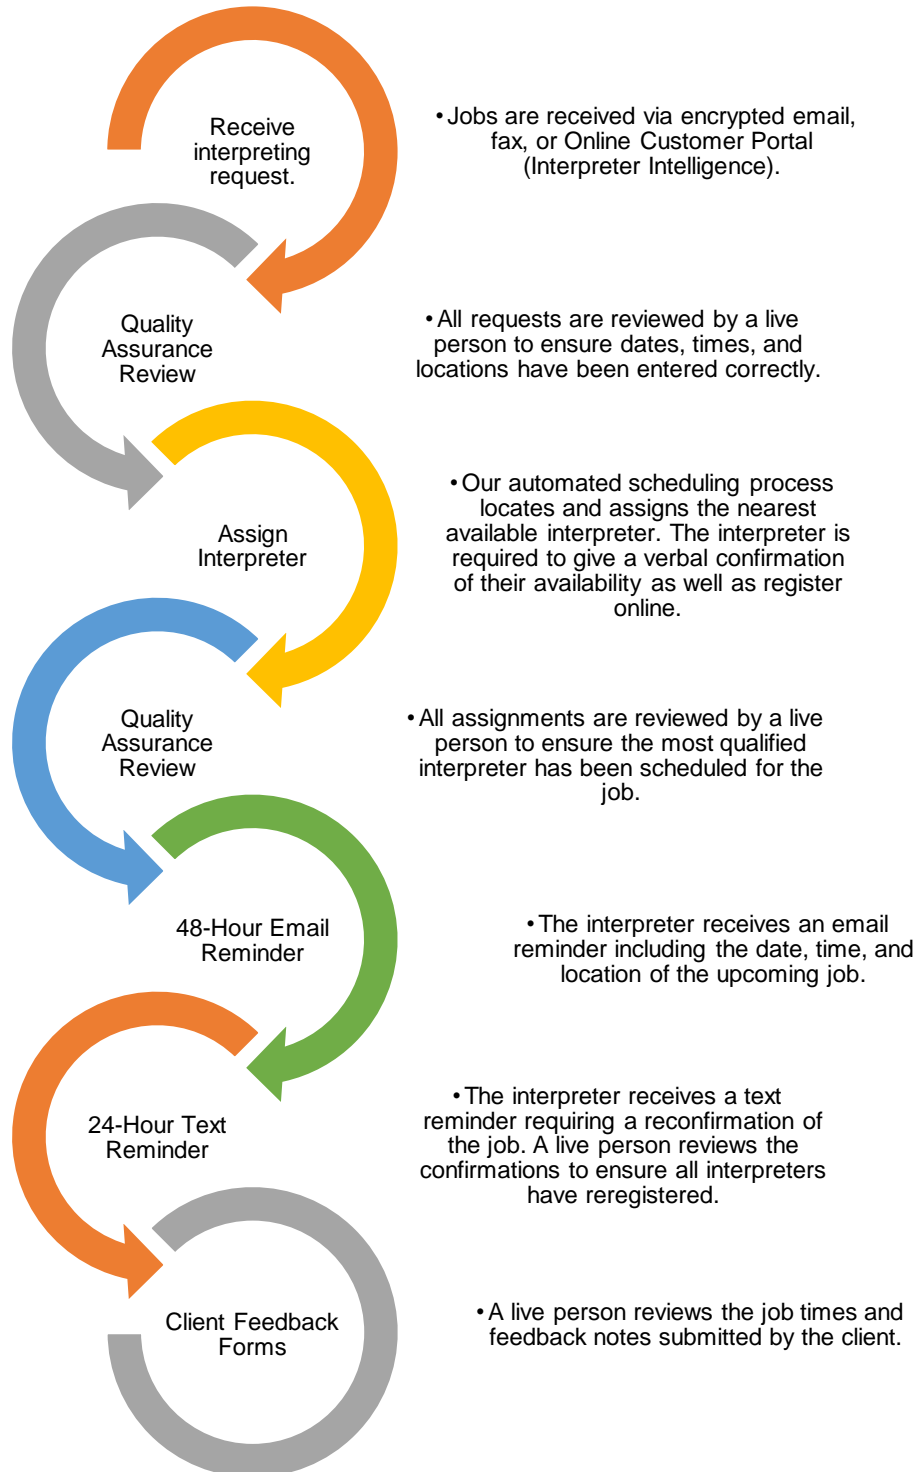 Receive
interpreting
request.
•Jobs are received via encrypted email,
fax, or Online Customer Portal
(Interpreter Intelligence).
Quality
Assurance
Review
•All requests are reviewed by a live
person to ensure dates, times, and
locations have been entered correctly.
Assign
Interpreter
•Our automated scheduling process
locates and assigns the nearest
available interpreter. The interpreter is
required to give a verbal confirmation
of their availability as well as register
online.
Quality
Assurance
Review
•All assignments are reviewed by a live
person to ensure the most qualified
interpreter has been scheduled for the
job.
48-Hour Email
Reminder
•The interpreter receives an email
reminder including the date, time, and
location of the upcoming job.
24-Hour Text
Reminder
•The interpreter receives a text
reminder requiring a reconfirmation of
the job. A live person reviews the
confirmations to ensure all interpreters
have reregistered.
Client Feedback
Forms
•A live person reviews the job times and
feedback notes submitted by the client.